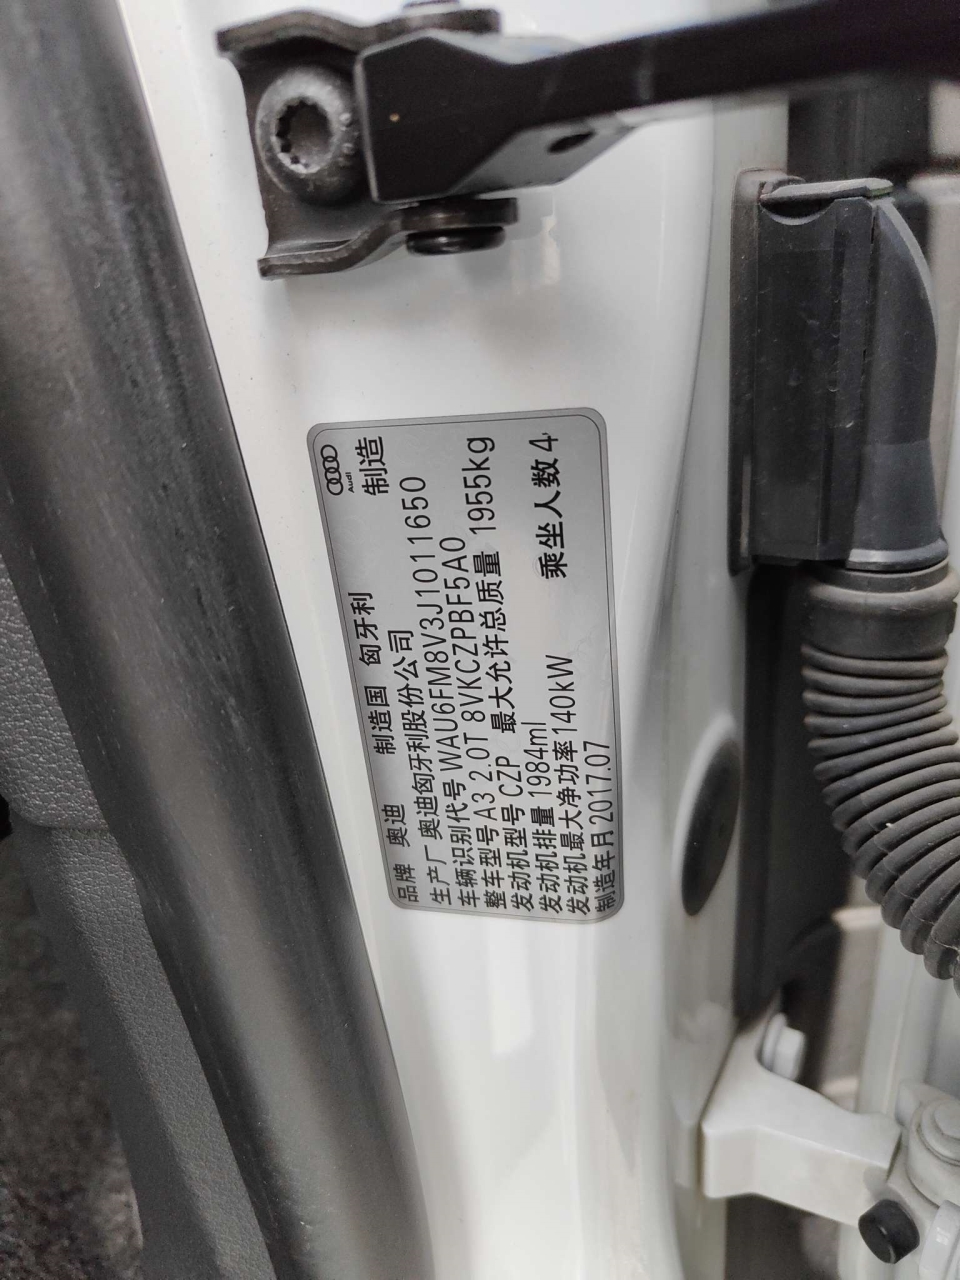 品牌 奥迪 制造国 匈牙利 Audi
生产厂 奥迪匈牙利股份公司 制造
车辆识别代号 WAU6FM8V3J1011650
整车型号 A3 2.0T 8VKCZPBF5A0
发动机型号 CZP 最大允许总质量 1955kg
发动机排量 1984ml
发动机最大净功率 140kW 乘坐人数 4
制造年月 2017.07